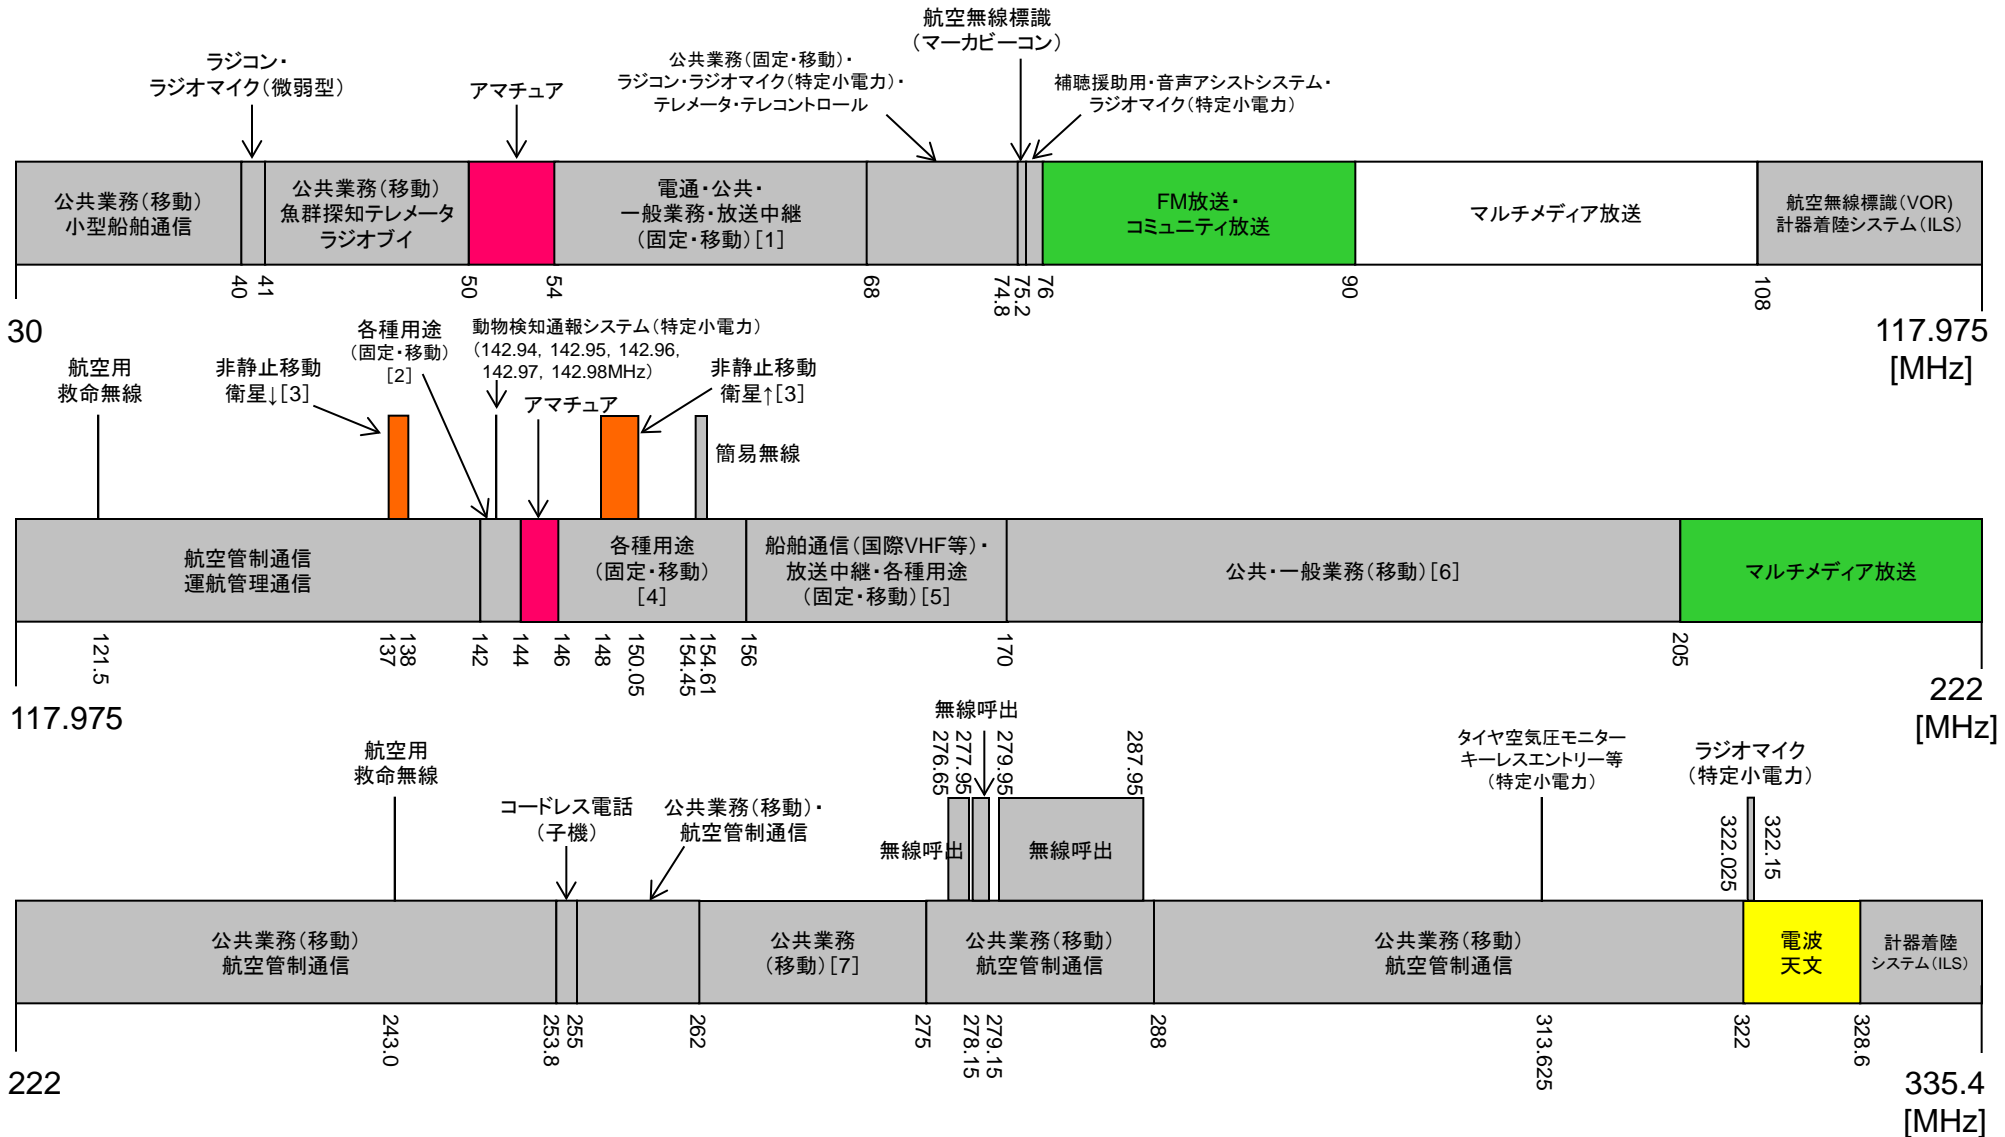 航空無線標識
（マーカビーコン）
ラジコン・
ラジオマイク（微弱型）
アマチュア
公共業務（固定・移動）・
ラジコン・ラジオマイク（特定小電力）・
テレメータ・テレコントロール
補聴援助用・音声アシストシステム・
ラジオマイク（特定小電力）
公共業務（移動）
小型船舶通信
公共業務（移動）
魚群探知テレメータ
ラジオブイ
電通・公共・
一般業務・放送中継
（固定・移動）[1]
FM放送・
コミュニティ放送
マルチメディア放送
航空無線標識(VOR)
計器着陸システム(ILS)
40
41
50
54
68
74.8
75.2
76
90
108
30
117.975
[MHz]
航空用
救命無線
非静止移動
衛星↓[3]
各種用途
（固定・移動）
[2]
動物検知通報システム（特定小電力）
（142.94, 142.95, 142.96,
142.97, 142.98MHz）
アマチュア
非静止移動
衛星↑[3]
簡易無線
航空管制通信
運航管理通信
各種用途
（固定・移動）
[4]
船舶通信（国際VHF等）・
放送中継・各種用途
（固定・移動）[5]
公共・一般業務（移動）[6]
マルチメディア放送
121.5
137
138
142
144
146
148
150.05
154.45
154.61
156
170
205
117.975
222
[MHz]
航空用
救命無線
コードレス電話
（子機）
公共業務（移動）・
航空管制通信
無線呼出
276.65
277.95
279.95
287.95
無線呼出
無線呼出
タイヤ空気圧モニター
キーレスエントリー等
（特定小電力）
ラジオマイク
（特定小電力）
322.025
322.15
公共業務（移動）
航空管制通信
公共業務
（移動）[7]
公共業務（移動）
航空管制通信
公共業務（移動）
航空管制通信
電波
天文
計器着陸
システム(ILS)
243.0
253.8
255
262
275
278.15
279.15
288
313.625
322
328.6
222
335.4
[MHz]